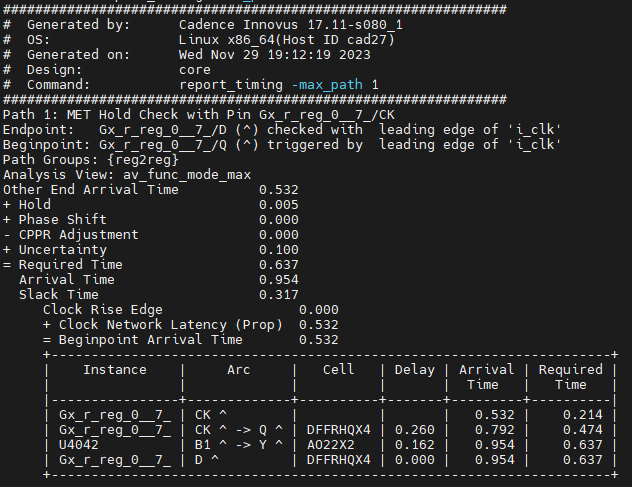 ##############################################################
#  Generated by:      Cadence Innovus 17.11-s080_1
#  OS:                Linux x86_64(Host ID cad27)
#  Generated on:      Wed Nov 29 19:12:19 2023
#  Design:            core
#  Command:           report_timing -max_path 1
##############################################################
Path 1: MET Hold Check with Pin Gx_r_reg_0__7_/CK
Endpoint:   Gx_r_reg_0__7_/D (^) checked with  leading edge of 'i_clk'
Beginpoint: Gx_r_reg_0__7_/Q (^) triggered by  leading edge of 'i_clk'
Path Groups: {reg2reg}
Analysis View: av_func_mode_max
Other End Arrival Time          0.532
+ Hold                          0.005
+ Phase Shift                   0.000
- CPPR Adjustment               0.000
+ Uncertainty                   0.100
= Required Time                 0.637
  Arrival Time                  0.954
  Slack Time                    0.317
     Clock Rise Edge                 0.000
     + Clock Network Latency (Prop)  0.532
     = Beginpoint Arrival Time       0.532
     +---------------------------------------------------------------------+
     |    Instance    |     Arc     |   Cell    | Delay | Arrival | Required |
     |                |             |           |       |  Time   |   Time   |
     |----------------+-------------+-----------+-------+---------+----------|
     | Gx_r_reg_0__7_ | CK ^        |           |       |   0.532 |    0.214 |
     | Gx_r_reg_0__7_ | CK ^ -> Q ^ | DFFRHQX4  | 0.260 |   0.792 |    0.474 |
     | U4042          | B1 ^ -> Y ^ | AO22X2    | 0.162 |   0.954 |    0.637 |
     | Gx_r_reg_0__7_ | D ^         | DFFRHQX4  | 0.000 |   0.954 |    0.637 |
     +---------------------------------------------------------------------+